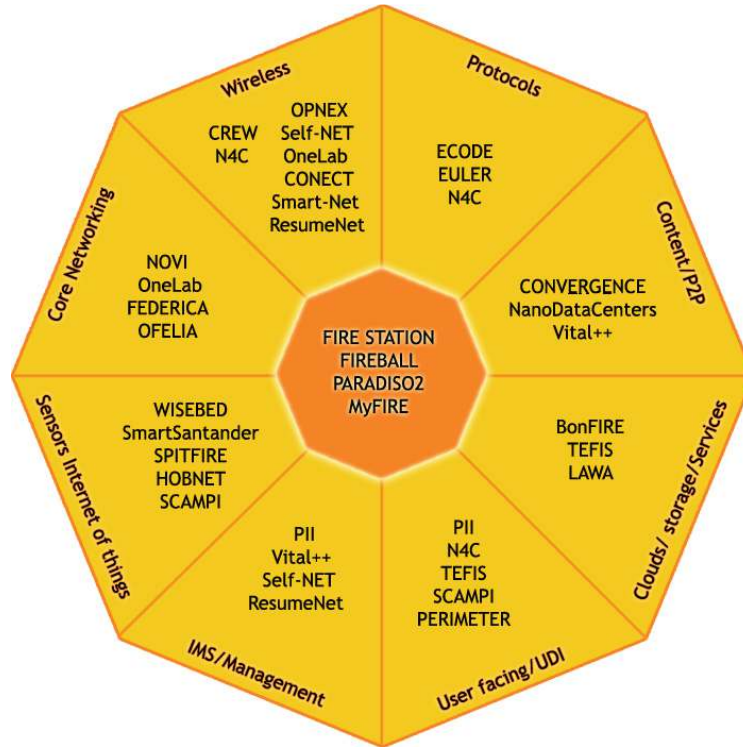 Wireless
CREW
N4C
OPNEX
Self-NET
OneLab
CONECT
Smart-Net
ResumeNet
Protocols
ECODE
EULER
N4C
Content/P2P
CONVERGENCE
NanoDataCenters
Vital++
Clouds/ storage/Services
BonFIRE
TEFIS
LAWA
User facing/UDI
PII
N4C
TEFIS
SCAMPI
PERIMETER
IMS/Management
PII
Vital++
Self-NET
ResumeNet
Sensors Internet of things
WISEBED
SmartSantander
SPITFIRE
HOBNET
SCAMPI
Core Networking
NOVI
OneLab
FEDERICA
OFELIA
FIRE STATION
FIREBALL
PARADISO2
MyFIRE